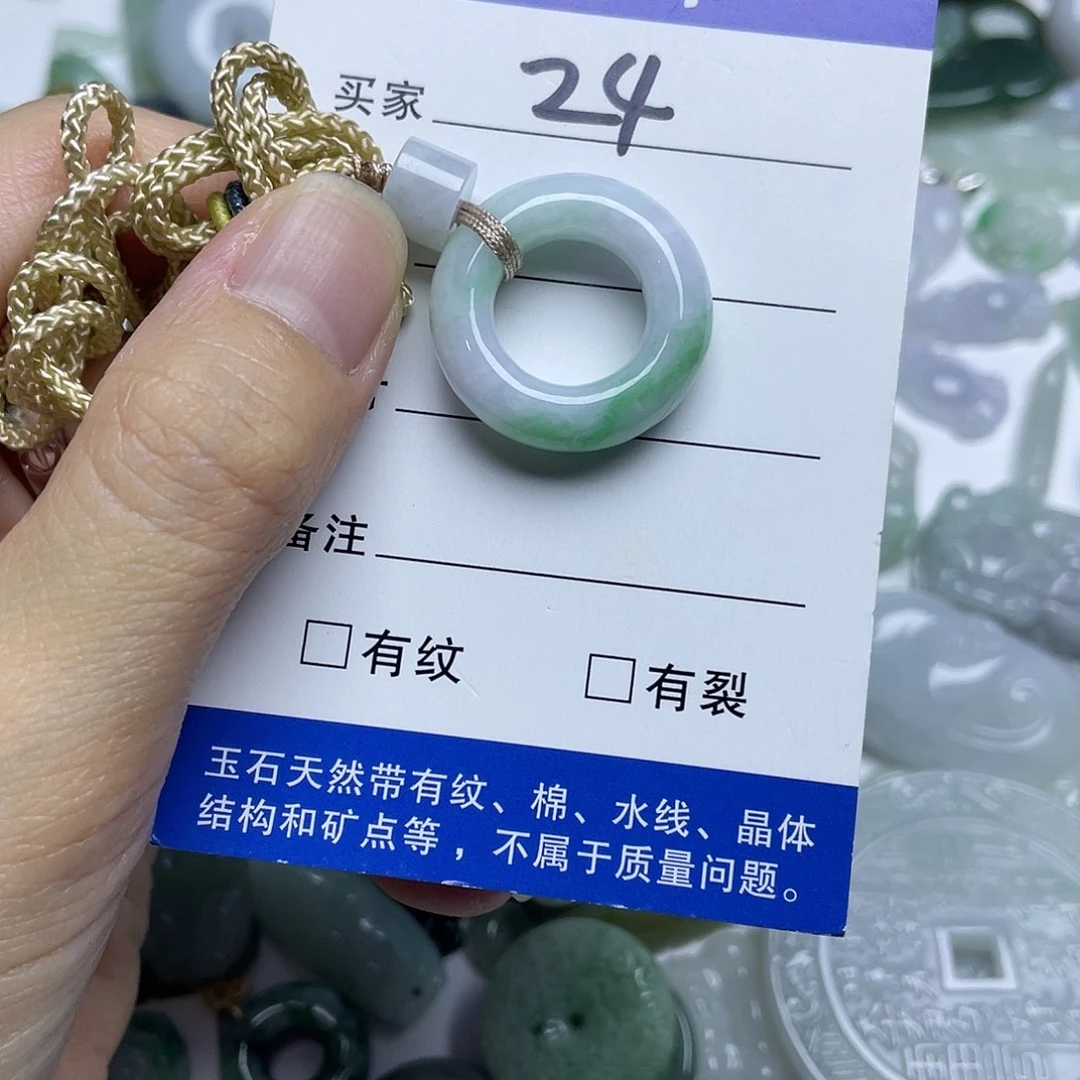 买家 24
备注
□有纹 □有裂
玉石天然带有纹、棉、水线、晶体
结构和矿点等，不属于质量问题。